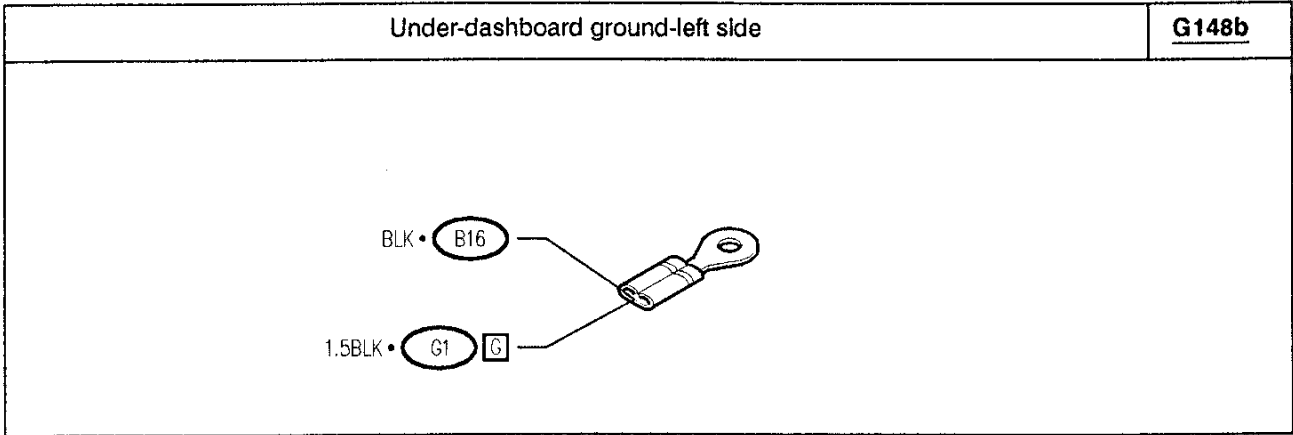 Under-dashboard ground-left side
G148b
BLK • B16
1.5BLK • G1 G